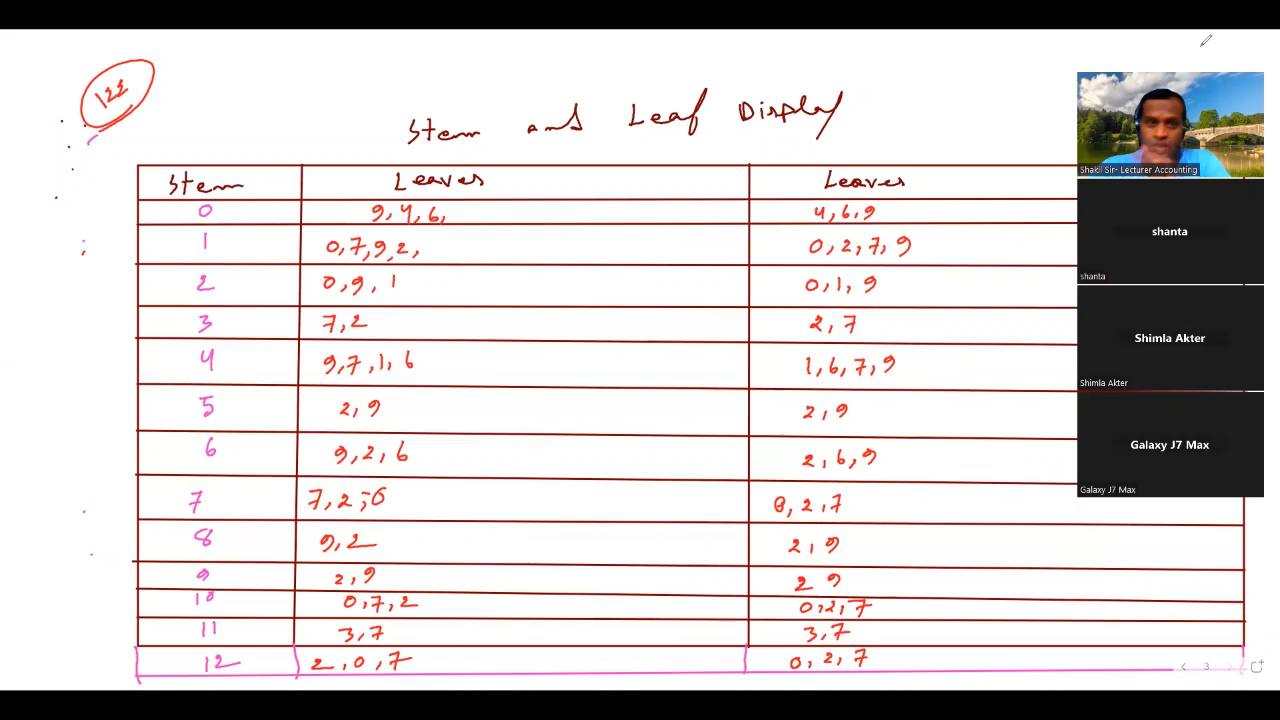 122
Stem and Leaf Display
Stem Leaves Leaves
0 9, 4, 6, 4, 6, 9
1 0, 7, 9, 2, 0, 2, 7, 9
2 0, 9, 1 0, 1, 9
3 7, 2 2, 7
4 9, 7, 1, 6 1, 6, 7, 9
5 2, 9 2, 9
6 9, 2, 6 2, 6, 9
7 7, 2, 0 0, 2, 7
8 9, 2 2, 9
9 2, 9 2 9
10 0, 7, 2 0, 2, 7
11 3, 7 3, 7
12 2, 0, 7 0, 2, 7
Shakil Sir- Lecturer Accounting
shanta
shanta
Shimla Akter
Shimla Akter
Galaxy J7 Max
Galaxy J7 Max
< 3 >